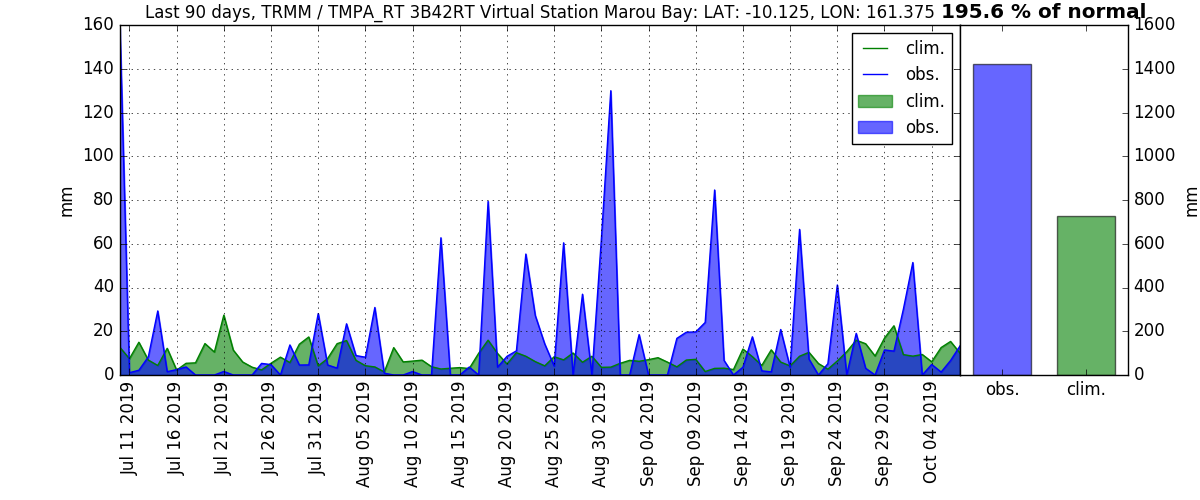 Last 90 days, TRMM / TMPA_RT 3B42RT Virtual Station Marou Bay: LAT: -10.125, LON: 161.375 195.6 % of normal
160
140
120
100
80
60
40
20
0
mm
clim.
obs.
clim.
obs.
1600
1400
1200
1000
800
600
400
200
0
mm
Jul 11 2019
Jul 16 2019
Jul 21 2019
Jul 26 2019
Jul 31 2019
Aug 05 2019
Aug 10 2019
Aug 15 2019
Aug 20 2019
Aug 25 2019
Aug 30 2019
Sep 04 2019
Sep 09 2019
Sep 14 2019
Sep 19 2019
Sep 24 2019
Sep 29 2019
Oct 04 2019
obs.
clim.